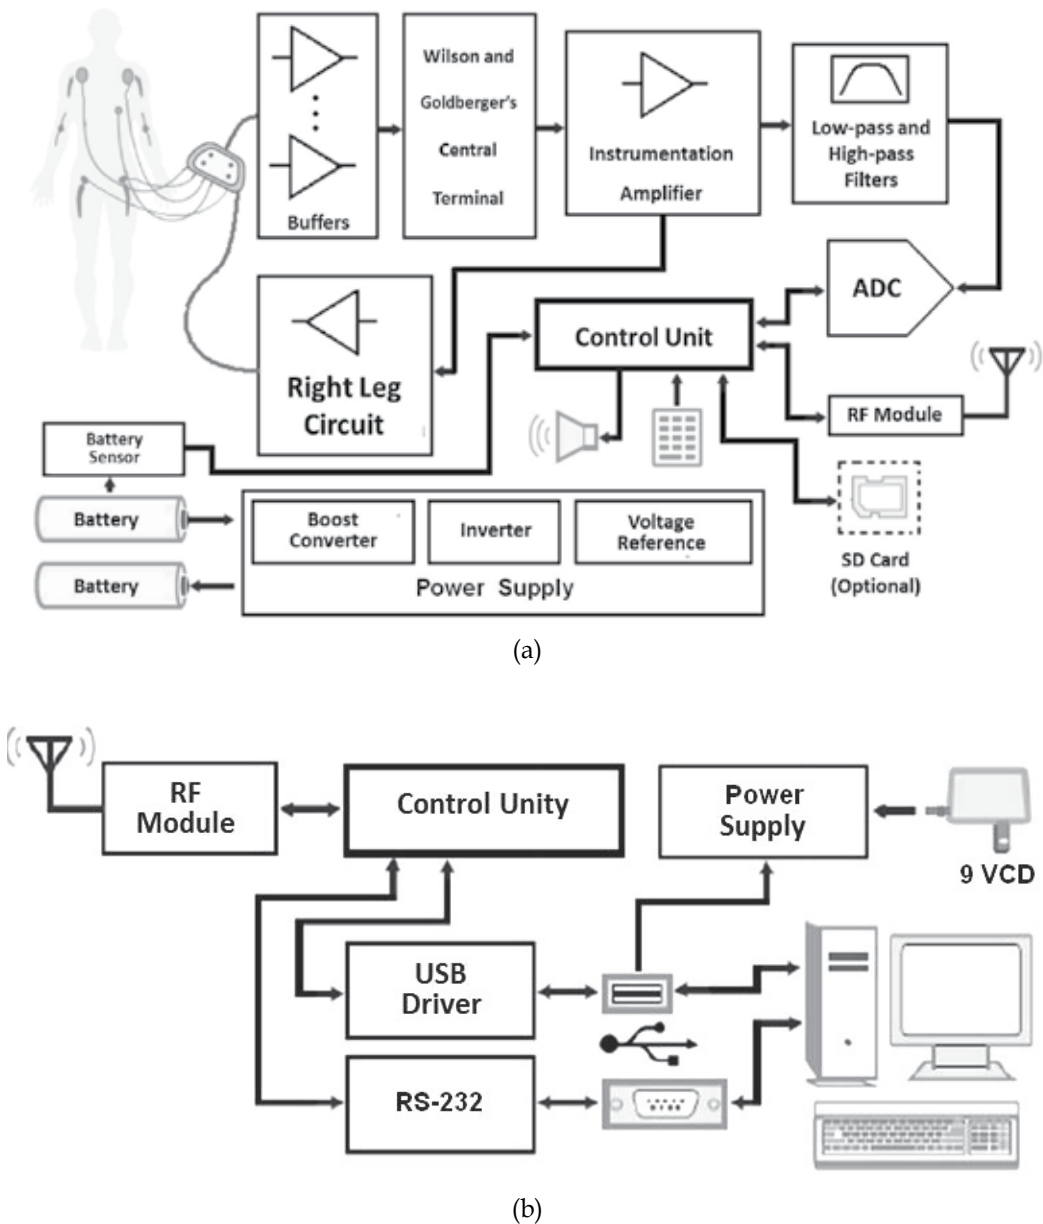 Buffers
Wilson and
Goldberger's
Central
Terminal
Instrumentation
Amplifier
Low-pass and
High-pass
Filters
ADC
Control Unit
Right Leg
Circuit
RF Module
Battery
Sensor
Battery
Boost
Converter
Inverter
Voltage
Reference
Battery
Power Supply
SD Card
(Optional)
(a)
RF
Module
Control Unity
Power
Supply
9 VCD
USB
Driver
RS-232
(b)